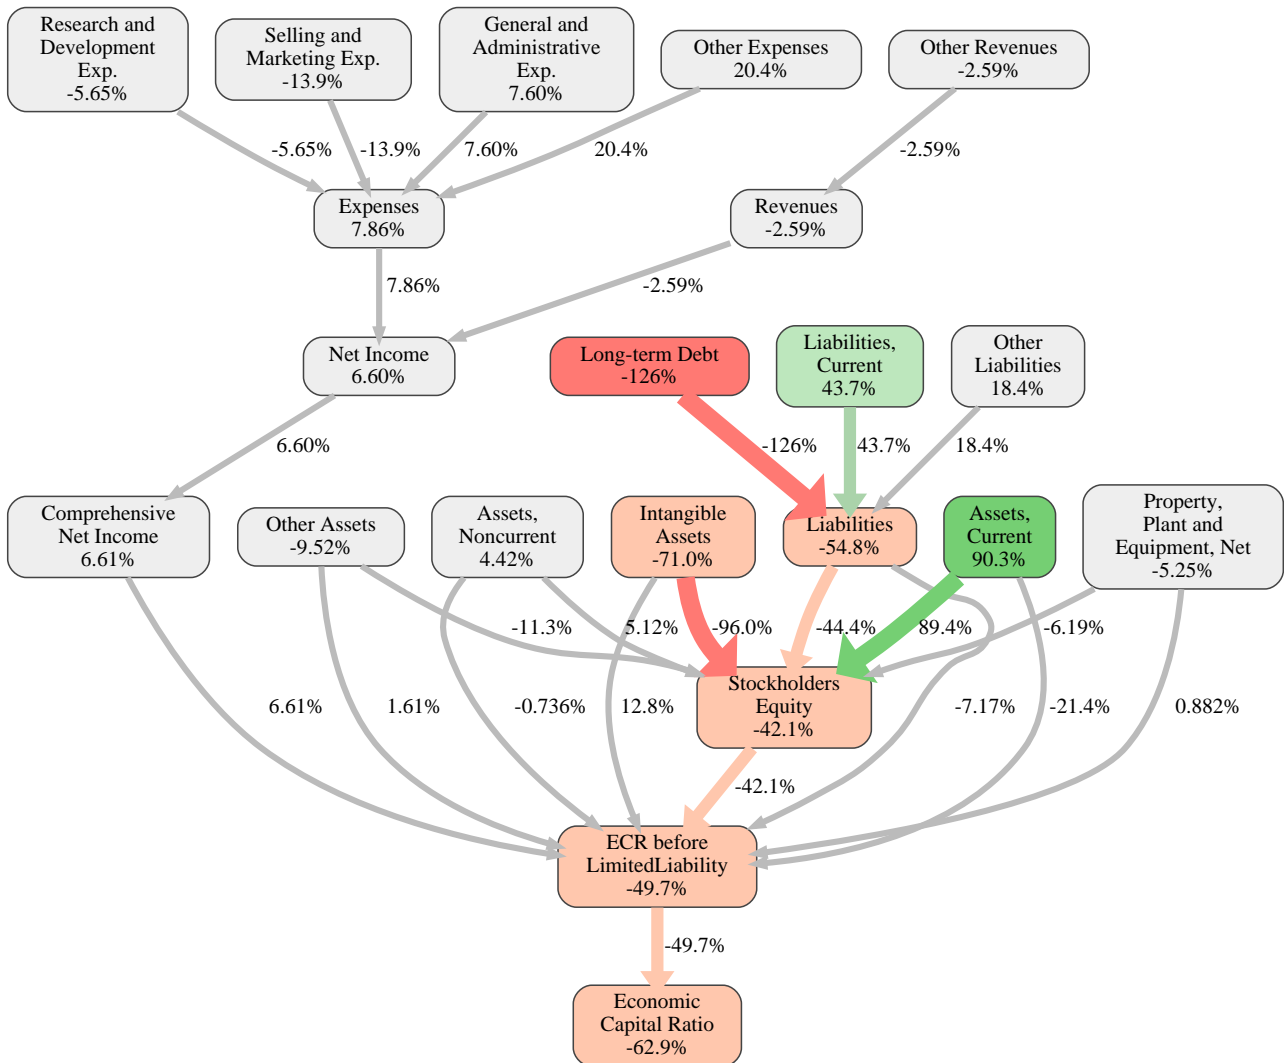 Research and
Development
Exp.
-5.65%
Selling and
Marketing Exp.
-13.9%
General and
Administrative
Exp.
7.60%
Other Expenses
20.4%
Other Revenues
-2.59%
-5.65%
-13.9%
7.60%
20.4%
-2.59%
Expenses
7.86%
Revenues
-2.59%
7.86%
-2.59%
Net Income
6.60%
Long-term Debt
-126%
Liabilities,
Current
43.7%
Other
Liabilities
18.4%
6.60%
-126%
43.7%
18.4%
Comprehensive
Net Income
6.61%
Other Assets
-9.52%
Assets,
Noncurrent
4.42%
Intangible
Assets
-71.0%
Liabilities
-54.8%
Assets,
Current
90.3%
Property,
Plant and
Equipment, Net
-5.25%
-11.3%
5.12%
-96.0%
-44.4%
89.4%
-6.19%
Stockholders
Equity
-42.1%
6.61%
1.61%
-0.736%
12.8%
-7.17%
-21.4%
0.882%
-42.1%
ECR before
LimitedLiability
-49.7%
-49.7%
Economic
Capital Ratio
-62.9%